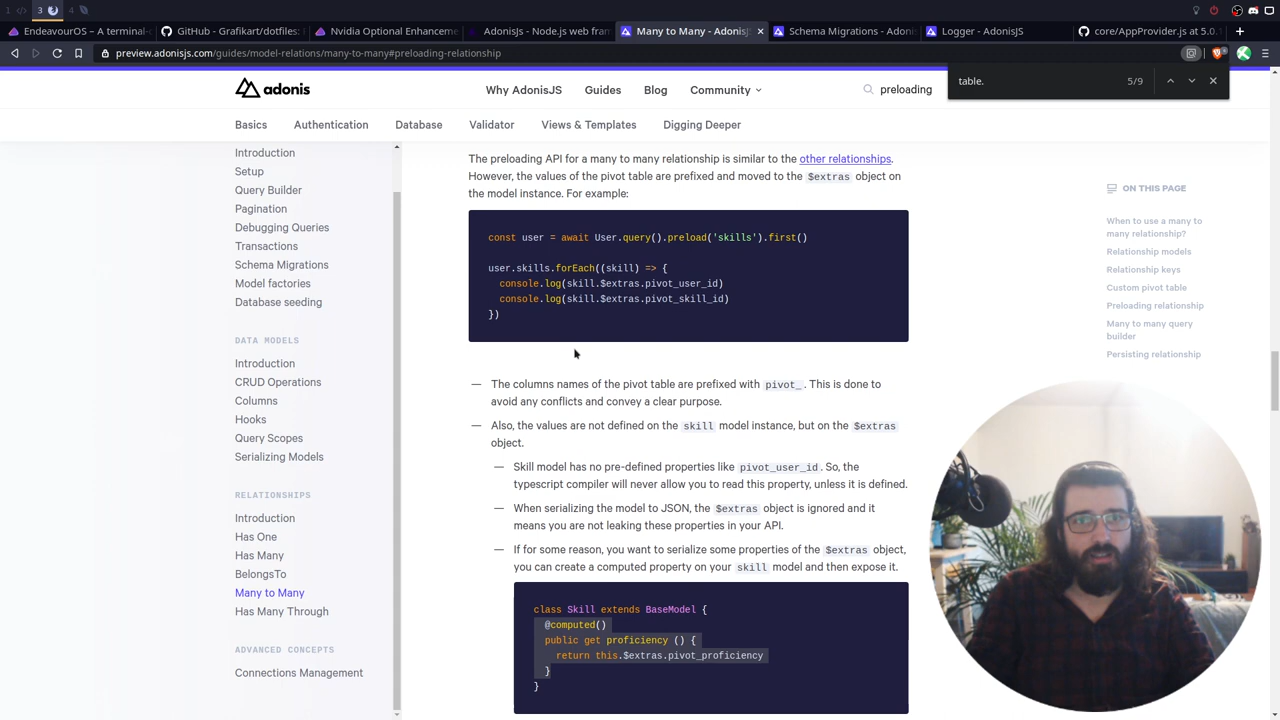 1
3
4
EndeavourOS – A terminal-c
GitHub - Grafikart/dotfiles:
Nvidia Optional Enhanceme
AdonisJs - Node.js web fram
Many to Many - AdonisJ
Schema Migrations - Adoni
Logger - AdonisJS
core/AppProvider.js at 5.0.1
preview.adonisjs.com/guides/model-relations/many-to-many#preloading-relationship
table.
5/9
adonis
Why AdonisJS
Guides
Blog
Community
preloading
Basics
Authentication
Database
Validator
Views & Templates
Digging Deeper
Introduction
Setup
Query Builder
Pagination
Debugging Queries
Transactions
Schema Migrations
Model factories
Database seeding
DATA MODELS
Introduction
CRUD Operations
Columns
Hooks
Query Scopes
Serializing Models
RELATIONSHIPS
Introduction
Has One
Has Many
BelongsTo
Many to Many
Has Many Through
ADVANCED CONCEPTS
Connections Management
The preloading API for a many to many relationship is similar to the other relationships.
However, the values of the pivot table are prefixed and moved to the $extras object on
the model instance. For example:
const user = await User.query().preload('skills').first()
user.skills.forEach((skill) => {
console.log(skill.$extras.pivot_user_id)
console.log(skill.$extras.pivot_skill_id)
})
— The columns names of the pivot table are prefixed with pivot_. This is done to
avoid any conflicts and convey a clear purpose.
— Also, the values are not defined on the skill model instance, but on the $extras
object.
— Skill model has no pre-defined properties like pivot_user_id. So, the
typescript compiler will never allow you to read this property, unless it is defined.
— When serializing the model to JSON, the $extras object is ignored and it
means you are not leaking these properties in your API.
— If for some reason, you want to serialize some properties of the $extras object,
you can create a computed property on your skill model and then expose it.
class Skill extends BaseModel {
@computed()
public get proficiency () {
return this.$extras.pivot_proficiency
}
}
ON THIS PAGE
When to use a many to
many relationship?
Relationship models
Relationship keys
Custom pivot table
Preloading relationship
Many to many query
builder
Persisting relationship